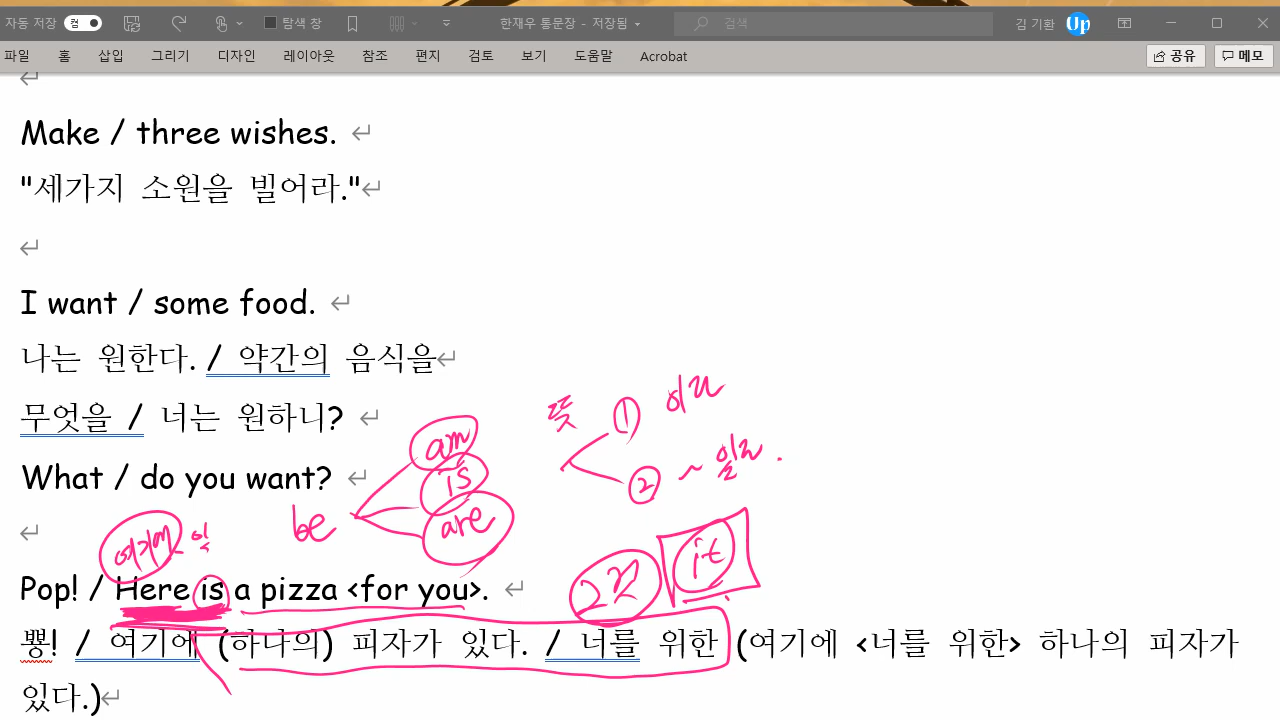 자동 저장 컴 탐색 창 한재우 통문장 - 저장됨 검색 김 기환 Up
파일 홈 삽입 그리기 디자인 레이아웃 참조 편지 검토 보기 도움말 Acrobat 공유 메모
Make / three wishes.
"세가지 소원을 빌어라."
I want / some food.
나는 원한다. / 약간의 음식을
뜻 ①
무엇을 / 너는 원하니?
am
②
What / do you want?
is
be
are
여기에
it
Pop! / Here is a pizza <for you>.
뿅! / 여기에 (하나의) 피자가 있다. / 너를 위한 (여기에 <너를 위한> 하나의 피자가
있다.)